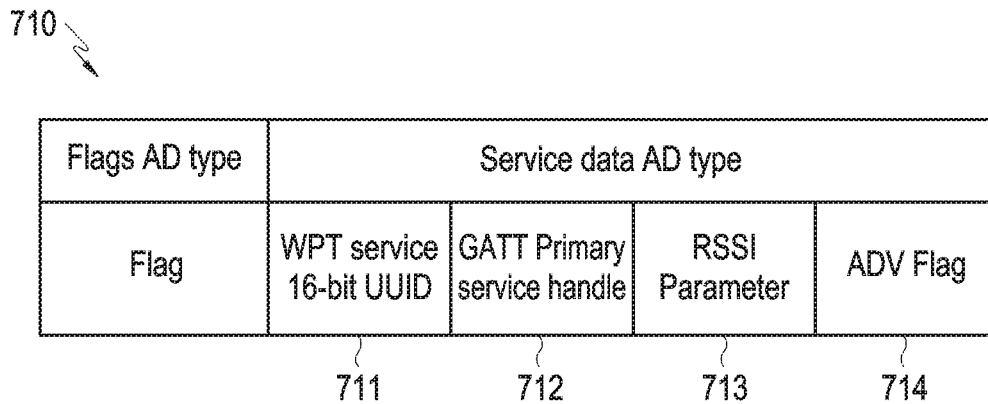 710
Flags AD type
Service data AD type
Flag
WPT service
16-bit UUID
GATT Primary
service handle
RSSI
Parameter
ADV Flag
711
712
713
714